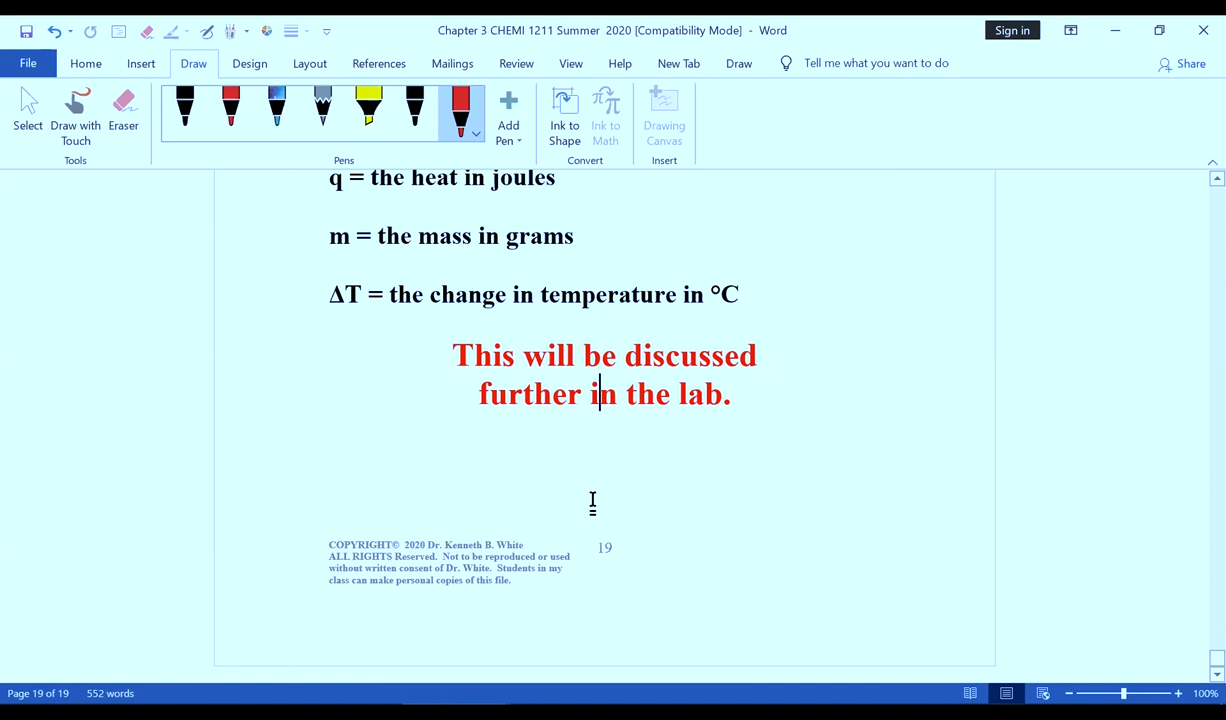 Chapter 3 CHEMI 1211 Summer  2020 [Compatibility Mode]  -  Word
Sign in
File
Home
Insert
Draw
Design
Layout
References
Mailings
Review
View
Help
New Tab
Draw
Tell me what you want to do
Share
Select
Draw with
Touch
Eraser
Add
Pen
Ink to
Shape
Ink to
Math
Drawing
Canvas
Tools
Pens
Convert
Insert
q = the heat in joules
m = the mass in grams
ΔT = the change in temperature in °C
This will be discussed
further in the lab.
COPYRIGHT©  2020 Dr. Kenneth B. White
ALL RIGHTS Reserved.  Not to be reproduced or used
without written consent of Dr. White.  Students in my
class can make personal copies of this file.
19
Page 19 of 19
552 words
100%